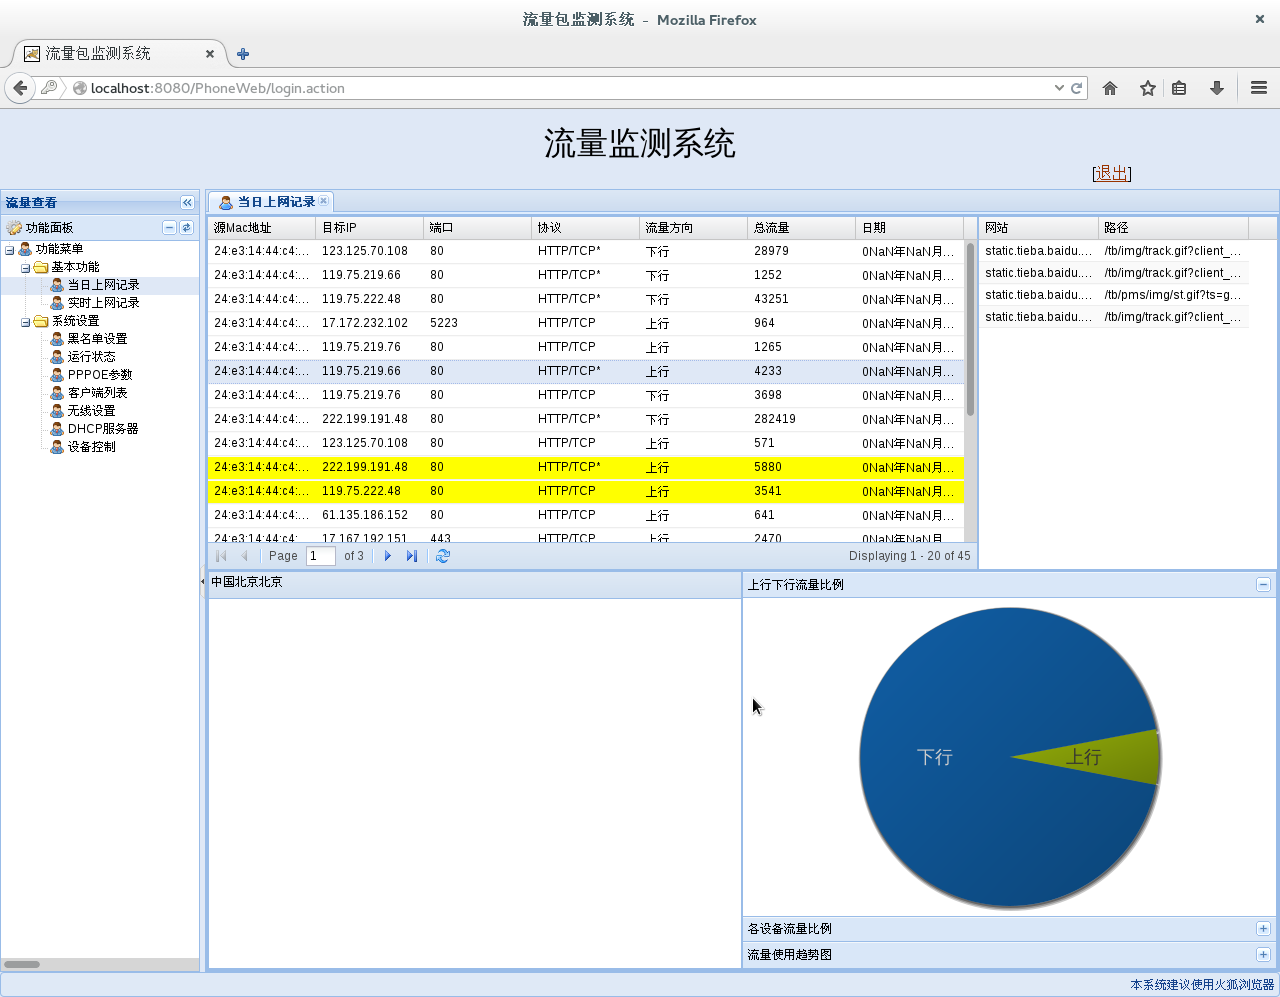 流量包监测系统 - Mozilla Firefox
流量包监测系统
localhost:8080/PhoneWeb/login.action
流量监测系统
[退出]
流量查看
功能面板
功能菜单
基本功能
当日上网记录
实时上网记录
系统设置
黑名单设置
运行状态
PPPOE参数
客户端列表
无线设置
DHCP服务器
设备控制
当日上网记录
源Mac地址 目标IP 端口 协议 流量方向 总流量 日期
24:e3:14:44:c4:... 123.125.70.108 80 HTTP/TCP* 下行 28979 0NaN年NaN月...
24:e3:14:44:c4:... 119.75.219.66 80 HTTP/TCP* 下行 1252 0NaN年NaN月...
24:e3:14:44:c4:... 119.75.222.48 80 HTTP/TCP* 下行 43251 0NaN年NaN月...
24:e3:14:44:c4:... 17.172.232.102 5223 HTTP/TCP 上行 964 0NaN年NaN月...
24:e3:14:44:c4:... 119.75.219.76 80 HTTP/TCP 上行 1265 0NaN年NaN月...
24:e3:14:44:c4:... 119.75.219.66 80 HTTP/TCP* 上行 4233 0NaN年NaN月...
24:e3:14:44:c4:... 119.75.219.76 80 HTTP/TCP 下行 3698 0NaN年NaN月...
24:e3:14:44:c4:... 222.199.191.48 80 HTTP/TCP* 下行 282419 0NaN年NaN月...
24:e3:14:44:c4:... 123.125.70.108 80 HTTP/TCP 上行 571 0NaN年NaN月...
24:e3:14:44:c4:... 222.199.191.48 80 HTTP/TCP* 上行 5880 0NaN年NaN月...
24:e3:14:44:c4:... 119.75.222.48 80 HTTP/TCP 上行 3541 0NaN年NaN月...
24:e3:14:44:c4:... 61.135.186.152 80 HTTP/TCP 上行 641 0NaN年NaN月...
24:e3:14:44:c4:... 17.167.192.151 443 HTTP/TCP 上行 2470 0NaN年NaN月...
Page 1 of 3 Displaying 1 - 20 of 45
网站 路径
static.tieba.baidu.... /tb/img/track.gif?client_...
static.tieba.baidu.... /tb/img/track.gif?client_...
static.tieba.baidu.... /tb/pms/img/st.gif?ts=g...
static.tieba.baidu.... /tb/img/track.gif?client_...
中国北京北京
上行下行流量比例
下行 上行
各设备流量比例
流量使用趋势图
本系统建议使用火狐浏览器